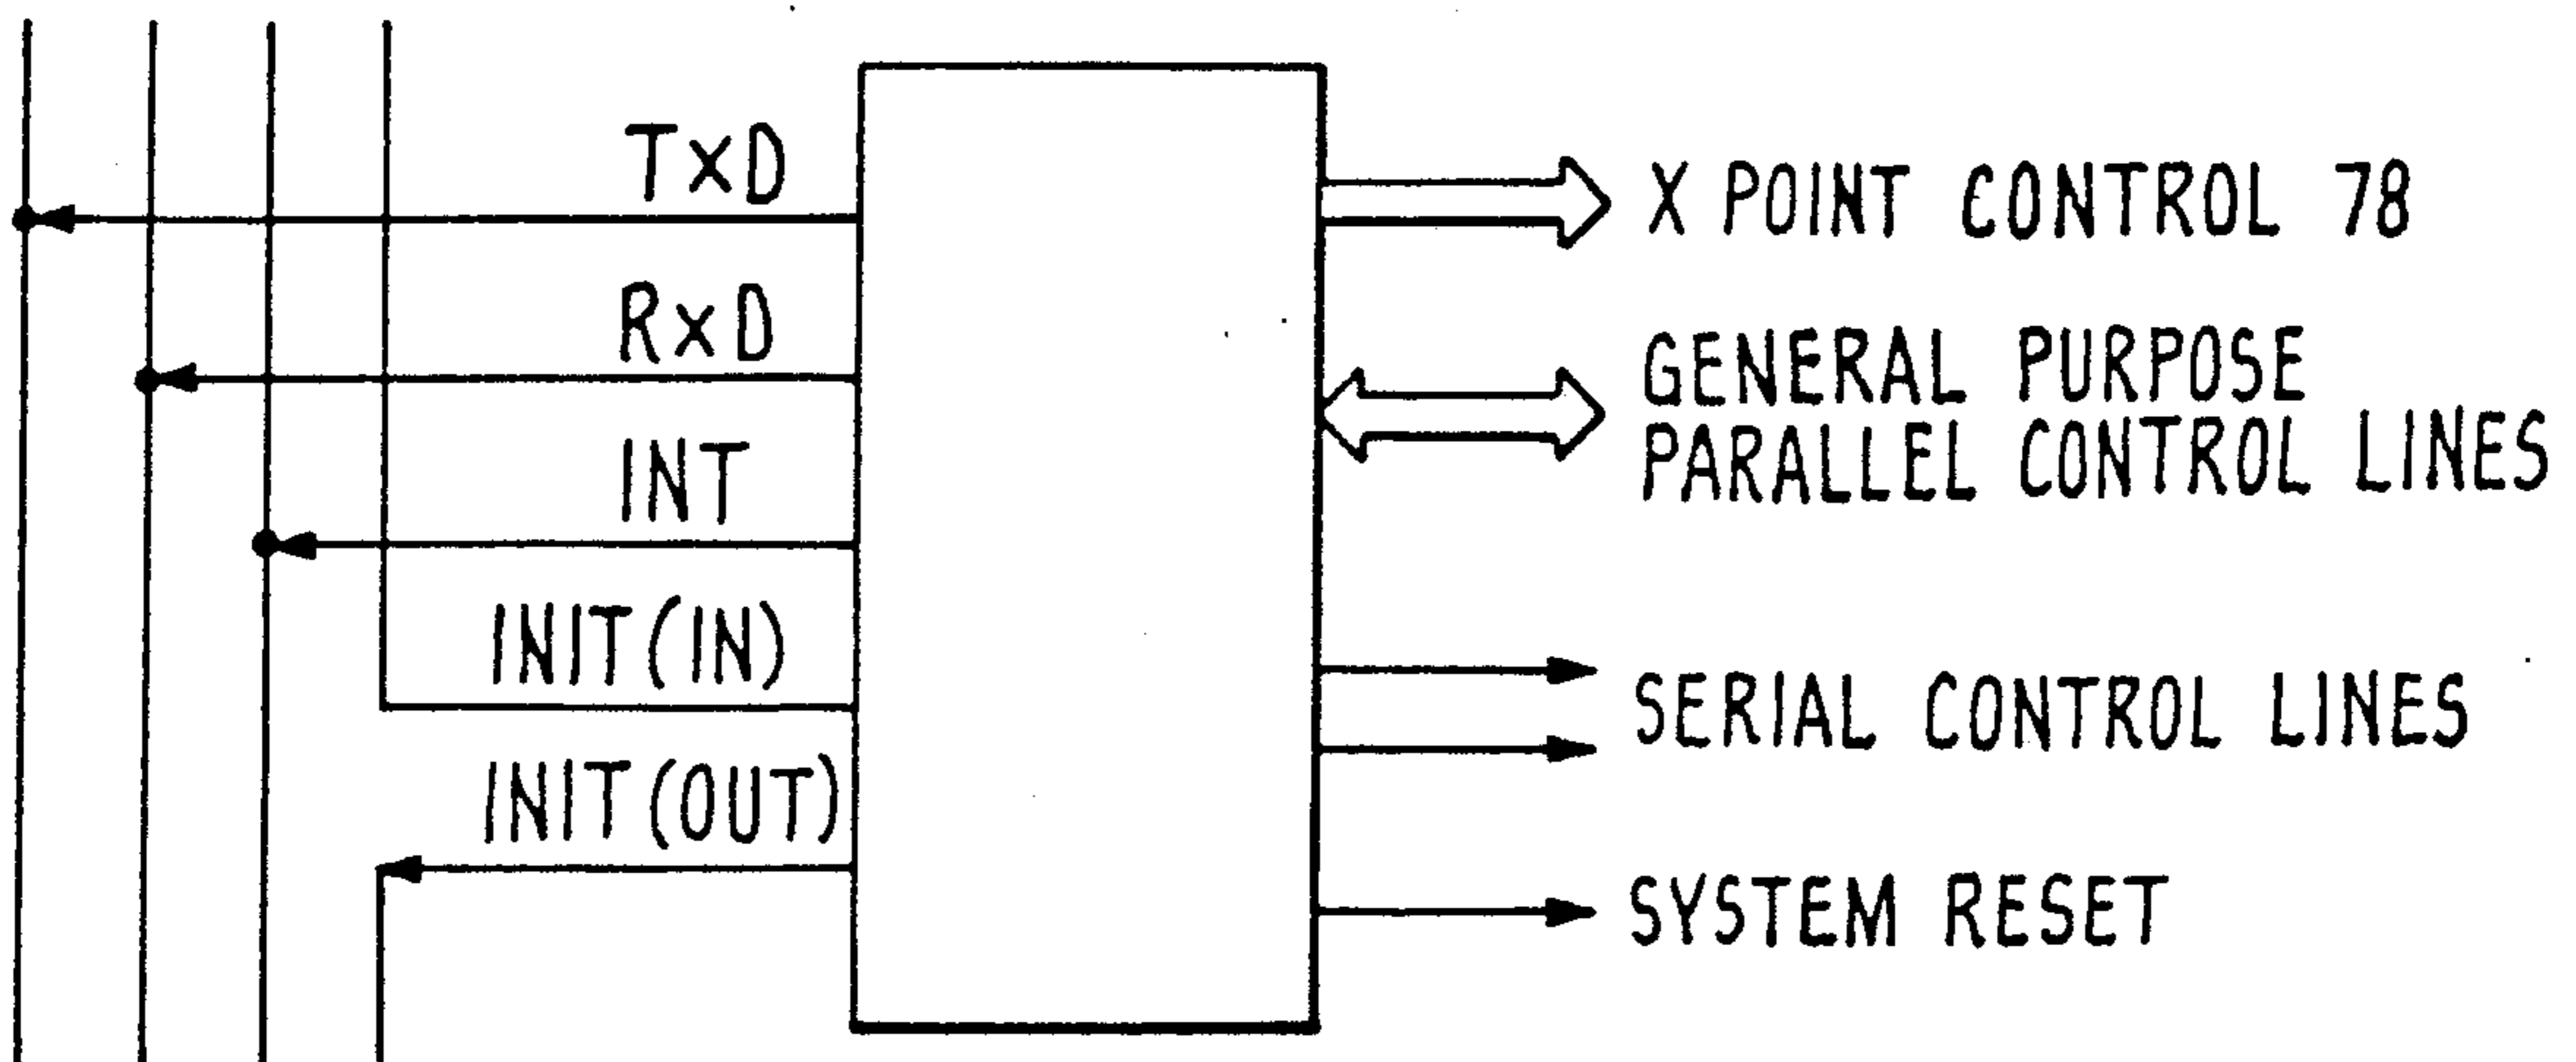 TxD
RxD
INT
INIT(IN)
INIT(OUT)
X POINT CONTROL 78
GENERAL PURPOSE
PARALLEL CONTROL LINES
SERIAL CONTROL LINES
SYSTEM RESET